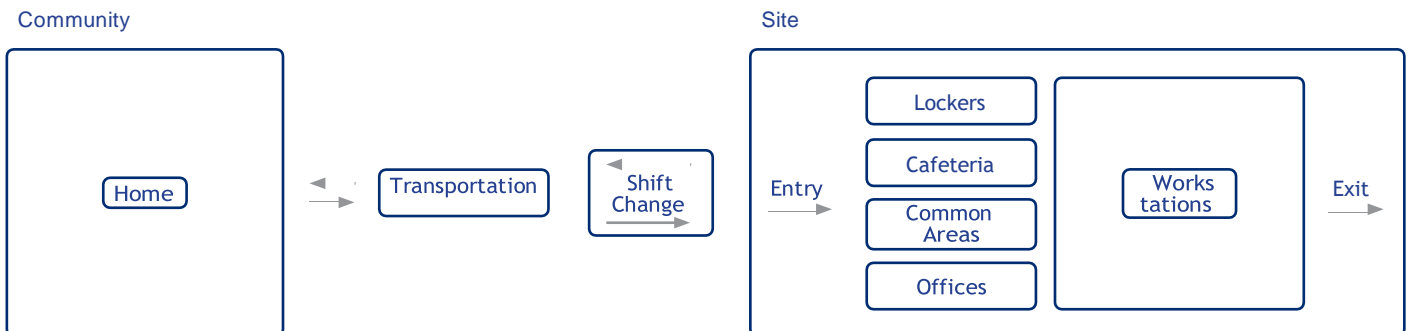 Community
Site
Home
Transportation
Shift
Change
Entry
Lockers
Cafeteria
Common
Areas
Offices
Works
tations
Exit